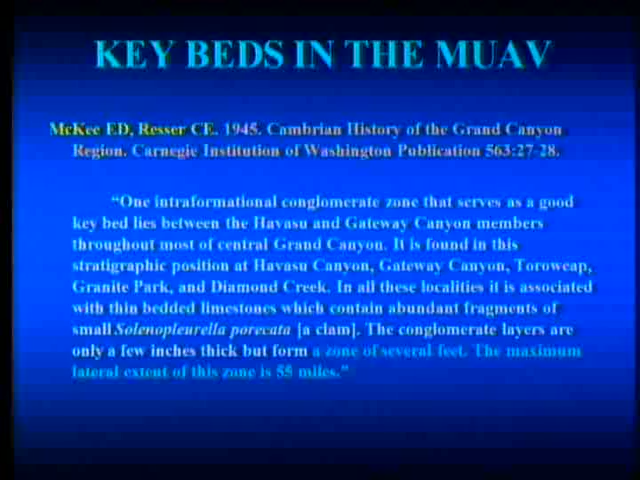 KEY BEDS IN THE MUAV
McKee ED, Resser CE. 1945. Cambrian History of the Grand Canyon
Region. Carnegie Institution of Washington Publication 563:27-28.
“One intraformational conglomerate zone that serves as a good
key bed lies between the Havasu and Gateway Canyon members
throughout most of central Grand Canyon. It is found in this
stratigraphic position at Havasu Canyon, Gateway Canyon, Toroweap,
Granite Park, and Diamond Creek. In all these localities it is associated
with thin bedded limestones which contain abundant fragments of
small Solenopleurella porecata [a clam]. The conglomerate layers are
only a few inches thick but form a zone of several feet. The maximum
lateral extent of this zone is 55 miles.”